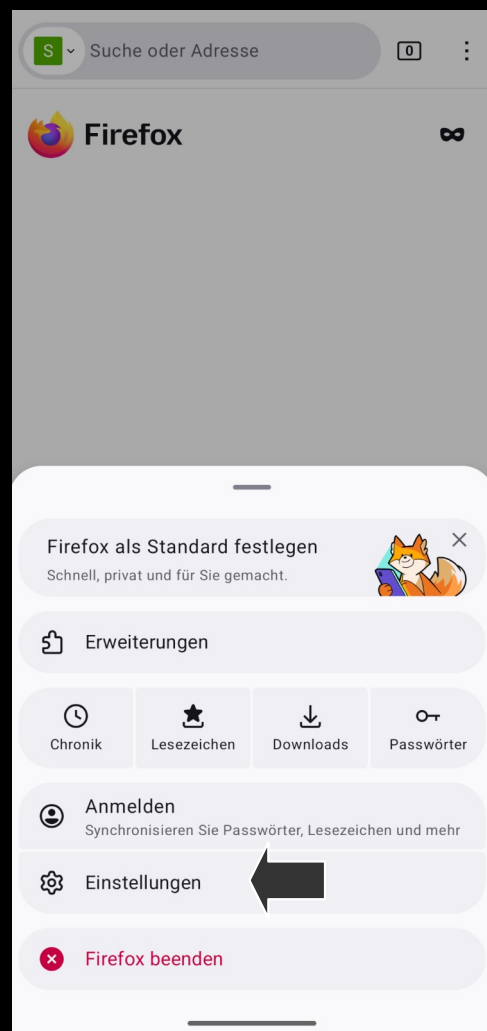 S
Suche oder Adresse
0
Firefox
Firefox als Standard festlegen
Schnell, privat und für Sie gemacht.
Erweiterungen
Chronik
Lesezeichen
Downloads
Passwörter
Anmelden
Synchronisieren Sie Passwörter, Lesezeichen und mehr
Einstellungen
Firefox beenden